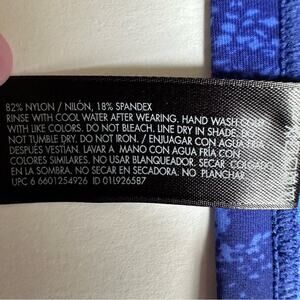 82% NYLON / NILÓN, 18% SPANDEX
RINSE WITH COOL WATER AFTER WEARING. HAND WASH COLD
WITH LIKE COLORS. DO NOT BLEACH. LINE DRY IN SHADE. DO
NOT TUMBLE DRY. DO NOT IRON. ENJUAGAR CON AGUA FRIA
DESPUÉS VESTIR. LAVAR A MANO CON AGUA FRÍA CON
COLORES SIMILARES. NO USAR BLANQUEADOR. SECAR COLGADO
EN LA SOMBRA. NO SECAR EN SECADORA. NO PLANCHAR
UPC 6 6601254926 ID 01L926587